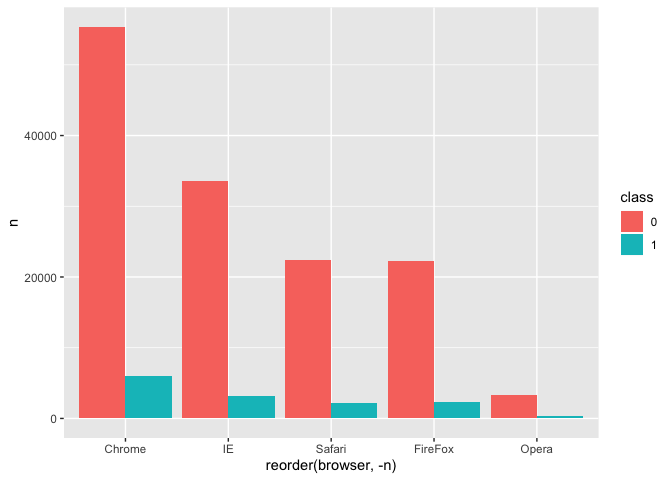 40000
20000
0
n
Chrome
IE
Safari
FireFox
Opera
reorder(browser, -n)
class
0
1